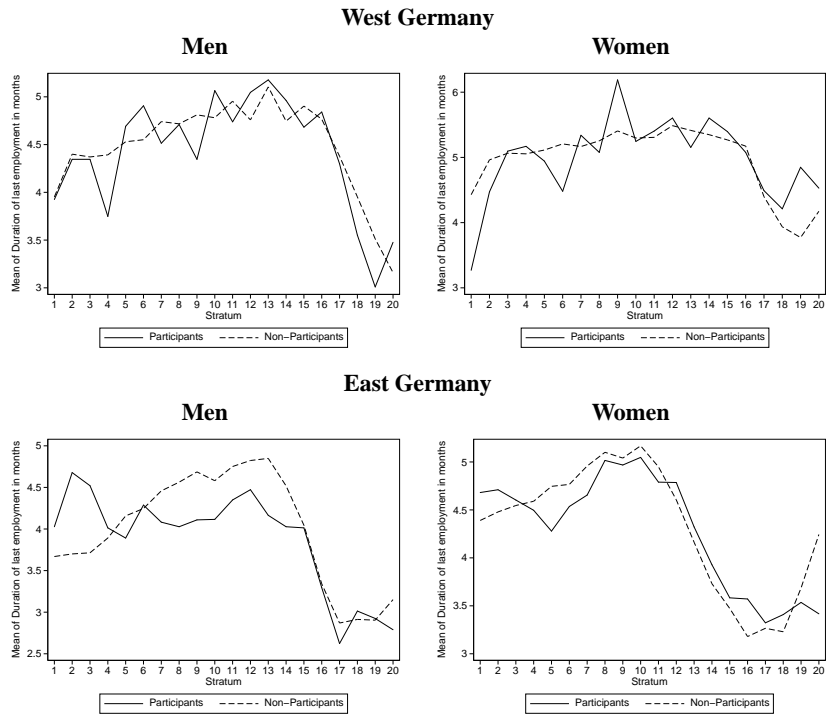 West Germany
Men
Women
Mean of Duration of last employment in months
5
4.5
4
3.5
3
1 2 3 4 5 6 7 8 9 10 11 12 13 14 15 16 17 18 19 20
Stratum
Participants Non−Participants
Mean of Duration of last employment in months
6
5
4
3
1 2 3 4 5 6 7 8 9 10 11 12 13 14 15 16 17 18 19 20
Stratum
Participants Non−Participants
East Germany
Men
Women
Mean of Duration of last employment in months
5
4.5
4
3.5
3
2.5
1 2 3 4 5 6 7 8 9 10 11 12 13 14 15 16 17 18 19 20
Stratum
Participants Non−Participants
Mean of Duration of last employment in months
5
4.5
4
3.5
3
1 2 3 4 5 6 7 8 9 10 11 12 13 14 15 16 17 18 19 20
Stratum
Participants Non−Participants